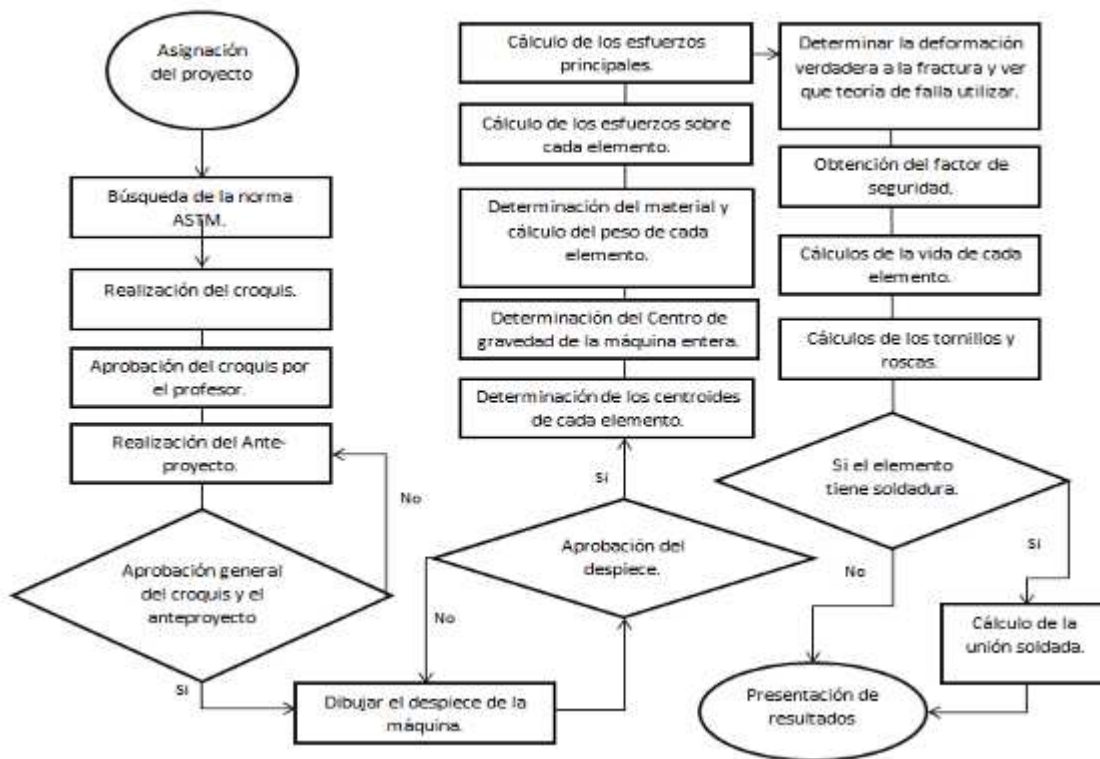 Asignación
del proyecto
Búsqueda de la norma
ASTM.
Realización del croquis.
Aprobación del croquis por
el profesor.
Realización del Ante-
proyecto.
No
Aprobación general
del croquis y el
anteproyecto
Si
Dibujar el despiece de la
máquina.
No
Aprobación del
despiece.
Si
Determinación de los centroides
de cada elemento.
Determinación del Centro de
gravedad de la máquina entera.
Determinación del material y
cálculo del peso de cada
elemento.
Cálculo de los esfuerzos sobre
cada elemento.
Cálculo de los esfuerzos
principales.
Determinar la deformación
verdadera a la fractura y ver
que teoría de falla utilizar.
Obtención del factor de
seguridad.
Cálculos de la vida de cada
elemento.
Cálculos de los tornillos y
roscas.
Si el elemento
tiene soldadura.
Si
No
Cálculo de la
unión soldada.
Presentación de
resultados